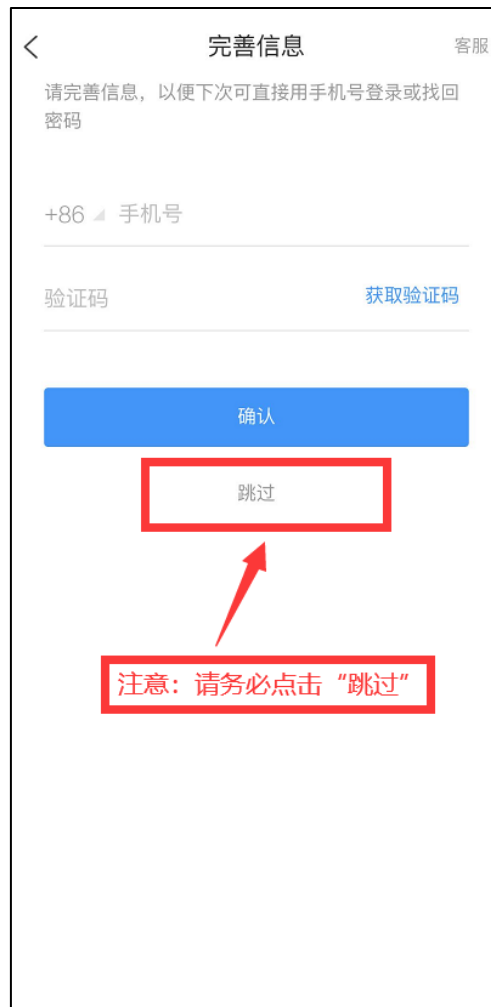 完善信息
客服
请完善信息，以便下次可直接用手机号登录或找回
密码
+86 手机号
验证码
获取验证码
确认
跳过
注意：请务必点击“跳过”